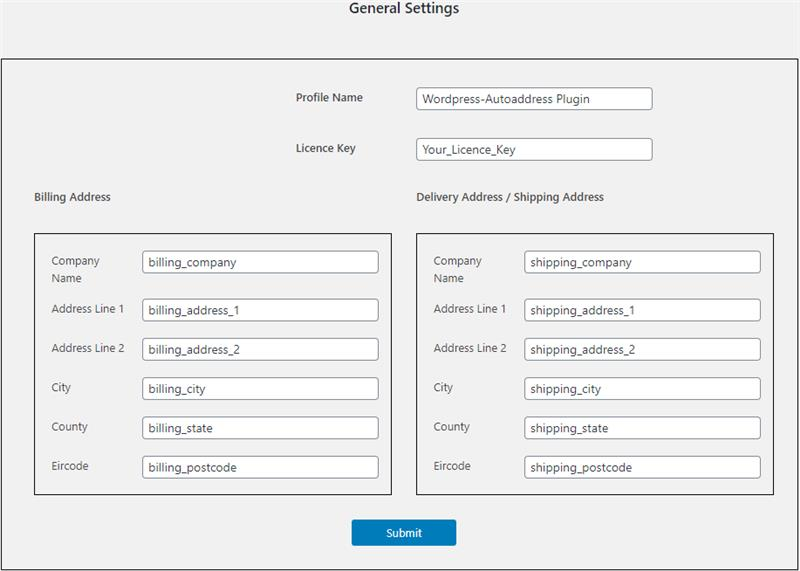 General Settings
Profile Name Wordpress-Autoaddress Plugin
Licence Key Your_Licence_Key
Billing Address
Company Name billing_company
Address Line 1 billing_address_1
Address Line 2 billing_address_2
City billing_city
County billing_state
Eircode billing_postcode
Delivery Address / Shipping Address
Company Name shipping_company
Address Line 1 shipping_address_1
Address Line 2 shipping_address_2
City shipping_city
County shipping_state
Eircode shipping_postcode
Submit